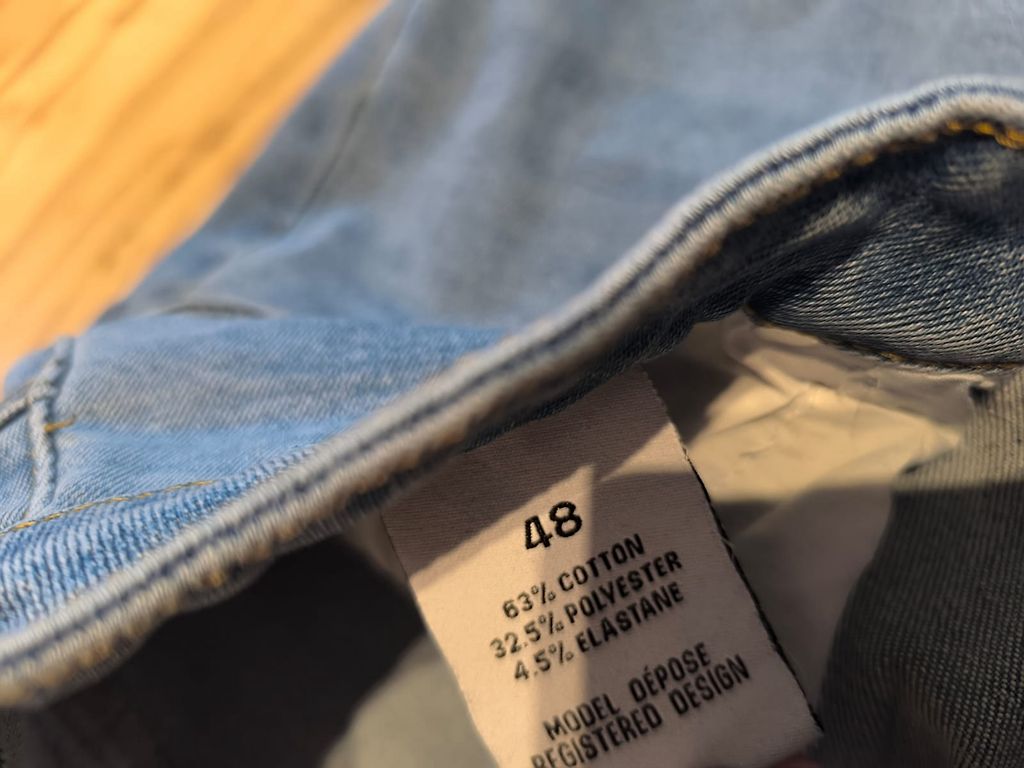 48
63% COTTON
32.5% POLYESTER
4.5% ELASTANE
MODEL DÉPOSE
REGISTERED DESIGN